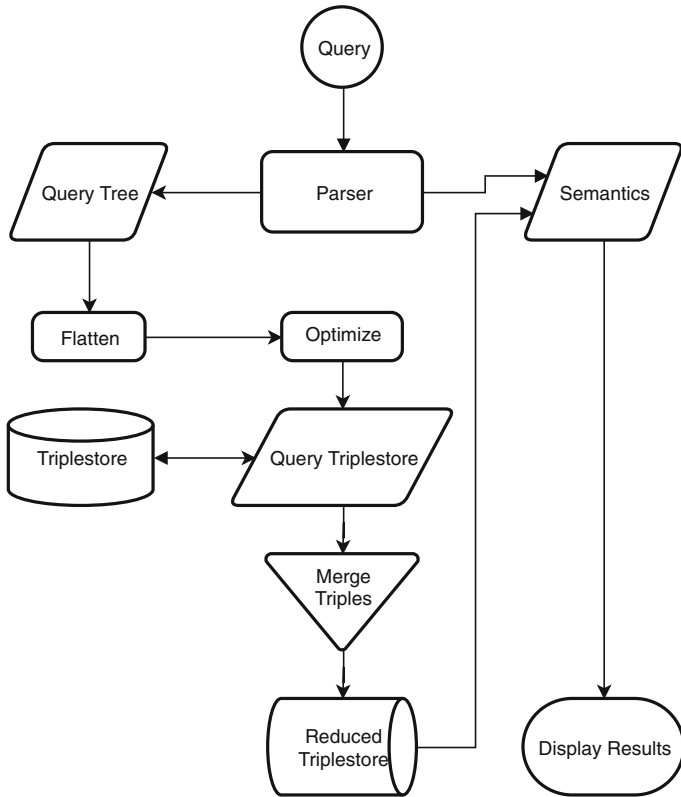 Query
Query Tree
Parser
Semantics
Flatten
Optimize
Triplestore
Query Triplestore
Merge
Triples
Reduced
Triplestore
Display Results